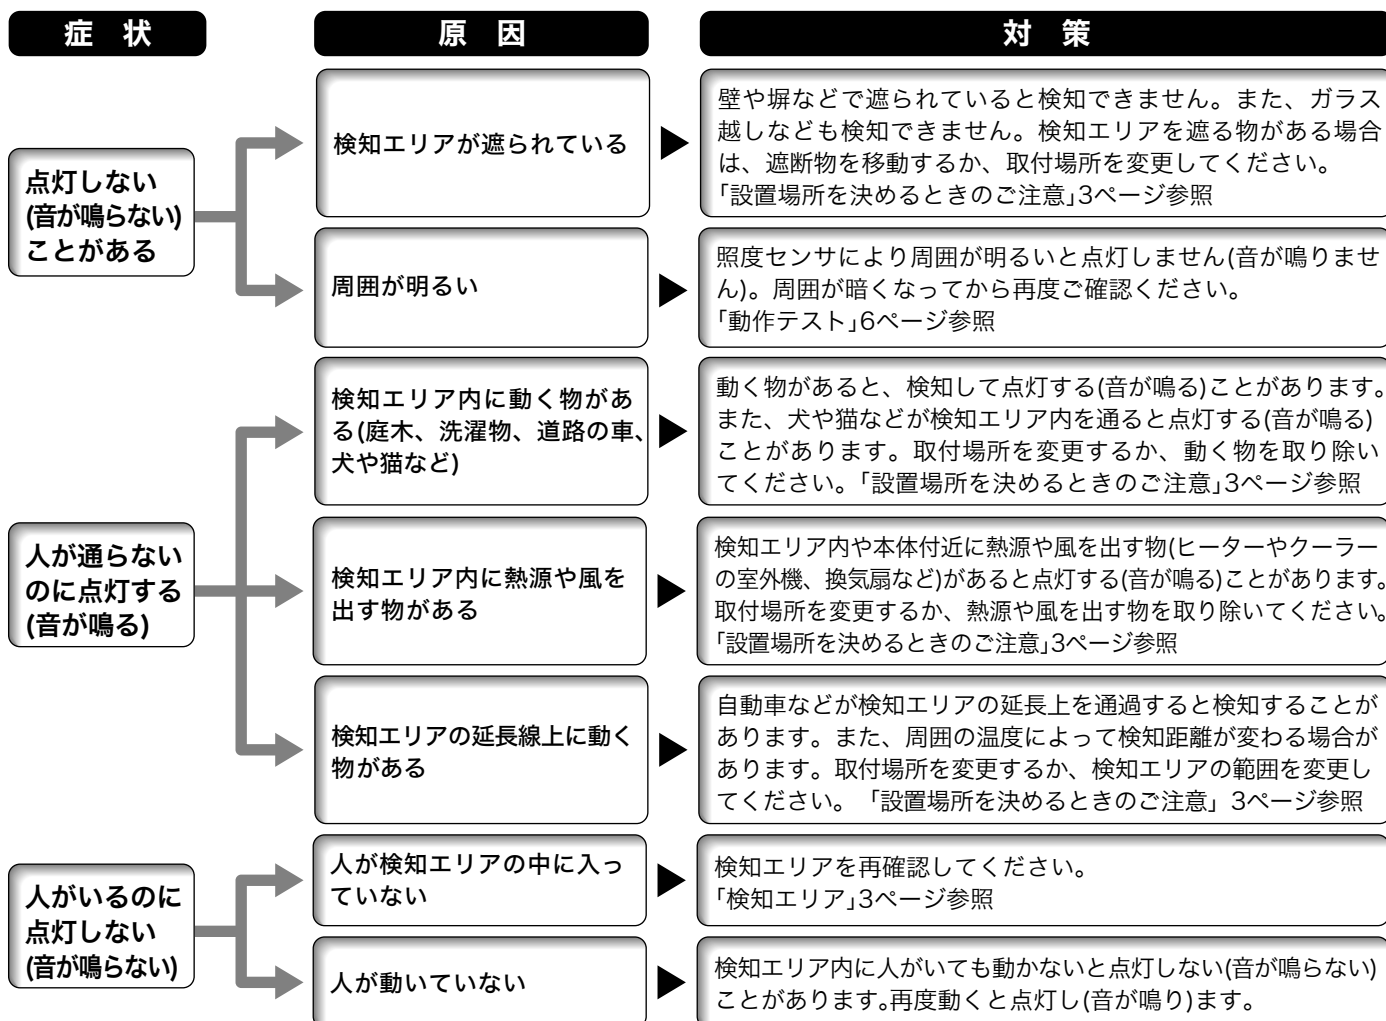 症 状
原 因
対 策
点灯しない
(音が鳴らない)
ことがある
検知エリアが遮られている
壁や塀などで遮られていると検知できません。また、ガラス
越しなども検知できません。検知エリアを遮る物がある場合
は、遮断物を移動するか、取付場所を変更してください。
「設置場所を決めるときのご注意」3ページ参照
周囲が明るい
照度センサにより周囲が明るいと点灯しません(音が鳴りませ
ん)。周囲が暗くなってから再度ご確認ください。
「動作テスト」6ページ参照
人が通らない
のに点灯する
(音が鳴る)
検知エリア内に動く物があ
る(庭木、洗濯物、道路の車、
犬や猫など)
動く物があると、検知して点灯する(音が鳴る)ことがあります。
また、犬や猫などが検知エリア内を通ると点灯する(音が鳴る)
ことがあります。取付場所を変更するか、動く物を取り除い
てください。「設置場所を決めるときのご注意」3ページ参照
検知エリア内に熱源や風を
出す物がある
検知エリア内や本体付近に熱源や風を出す物(ヒーターやクーラー
の室外機、換気扇など)があると点灯する(音が鳴る)ことがあります。
取付場所を変更するか、熱源や風を出す物を取り除いてください。
「設置場所を決めるときのご注意」3ページ参照
検知エリアの延長線上に動く
物がある
自動車などが検知エリアの延長上を通過すると検知することが
あります。また、周囲の温度によって検知距離が変わる場合が
あります。取付場所を変更するか、検知エリアの範囲を変更し
てください。「設置場所を決めるときのご注意」3ページ参照
人がいるのに
点灯しない
(音が鳴らない)
人が検知エリアの中に入っ
ていない
検知エリアを再確認してください。
「検知エリア」3ページ参照
人が動いていない
検知エリア内に人がいても動かないと点灯しない(音が鳴らない)
ことがあります。再度動くと点灯し(音が鳴り)ます。